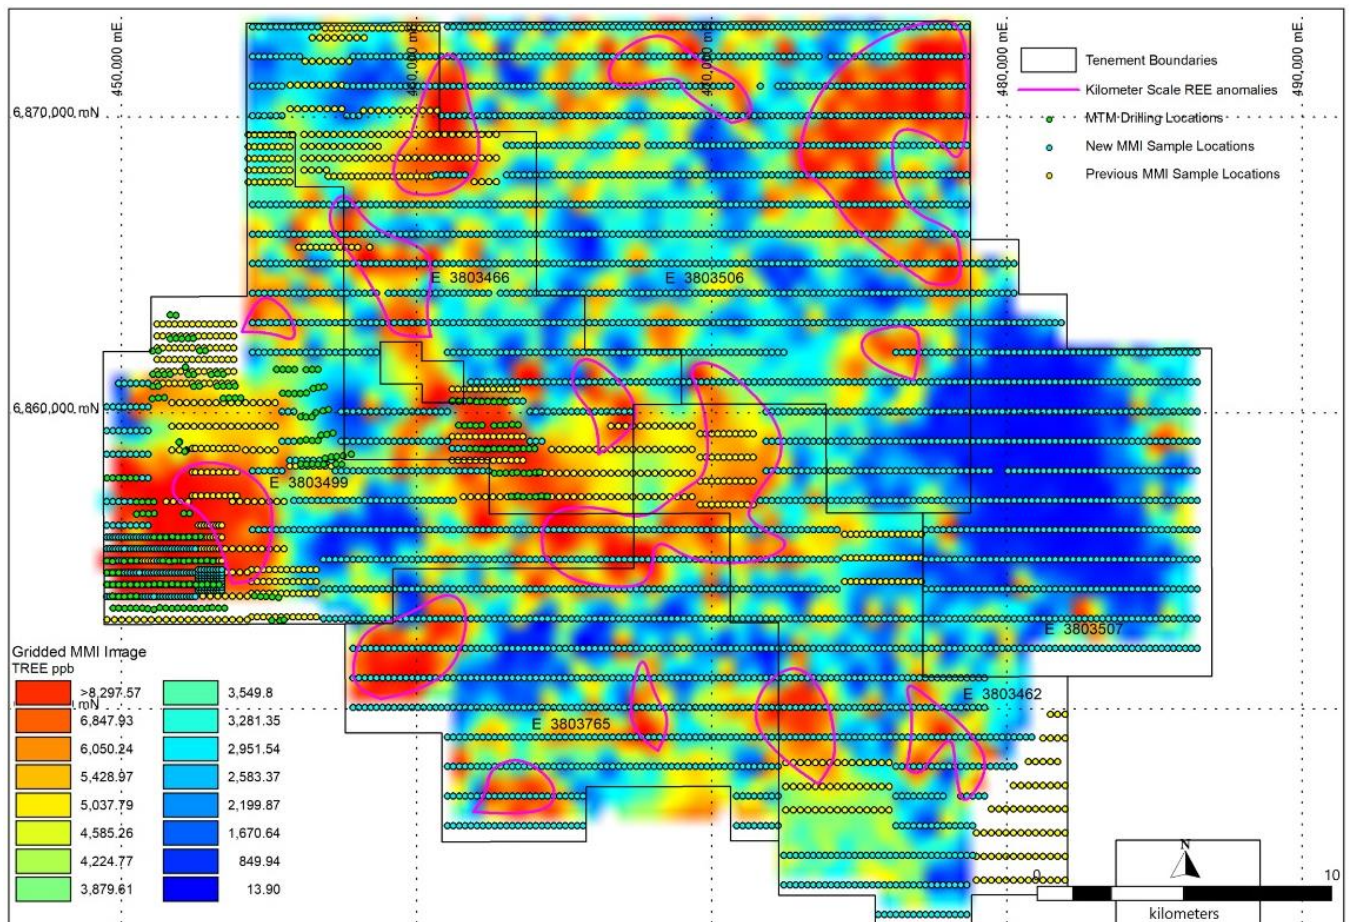 450,000 mE
460,000 mE
470,000 mE
480,000 mE
490,000 mE
Tenement Boundaries
Kilometer Scale REE anomalies
MTM Drilling Locations
New MMI Sample Locations
Previous MMI Sample Locations
6,870,000 mN
E 3803466
E 3803506
6,860,000 mN
E 3803499
E 3803507
Gridded MMI Image
TREE ppb
>8,297.57
3,549.8
mN
6,847.93
3,281.35
E 3803462
E 3803765
6,050.24
2,951.54
5,428.97
2,583.37
5,037.79
2,199.87
4,585.26
1,670.64
4,224.77
849.94
3,879.61
13.90
N
0
10
kilometers